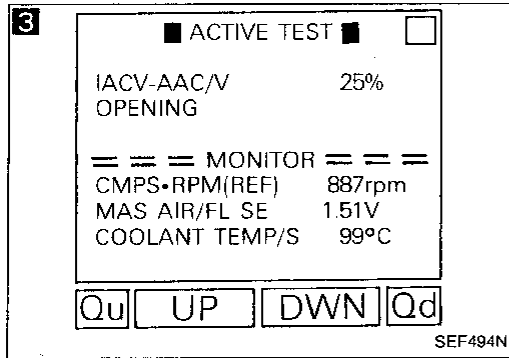 3
ACTIVE TEST
IACV-AAC/V 25%
OPENING
MONITOR
CMPS•RPM(REF) 887rpm
MAS AIR/FL SE 1.51V
COOLANT TEMP/S 99°C
Qu UP DWN Qd
SEF494N